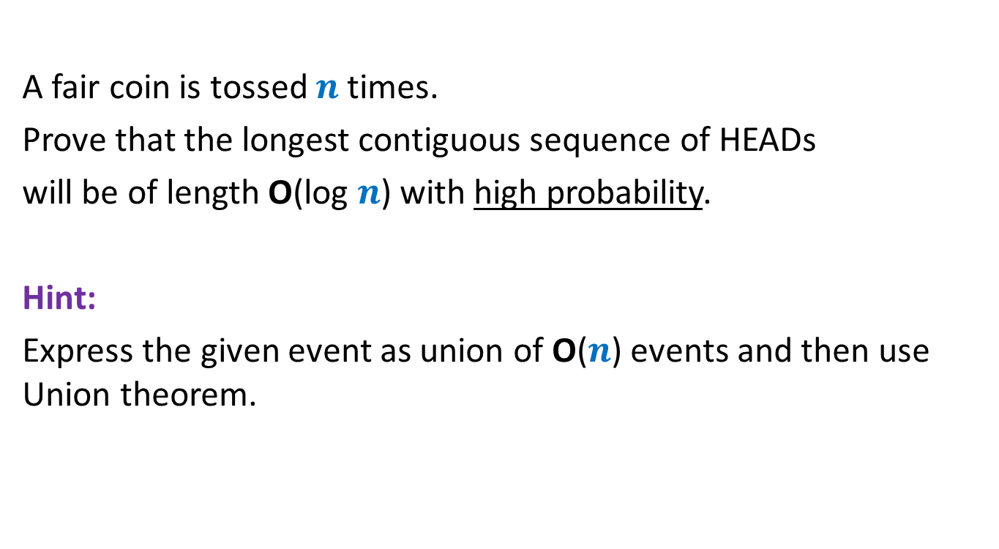 A fair coin is tossed n times.
Prove that the longest contiguous sequence of HEADs
will be of length O(log n) with high probability.
Hint:
Express the given event as union of O(n) events and then use
Union theorem.